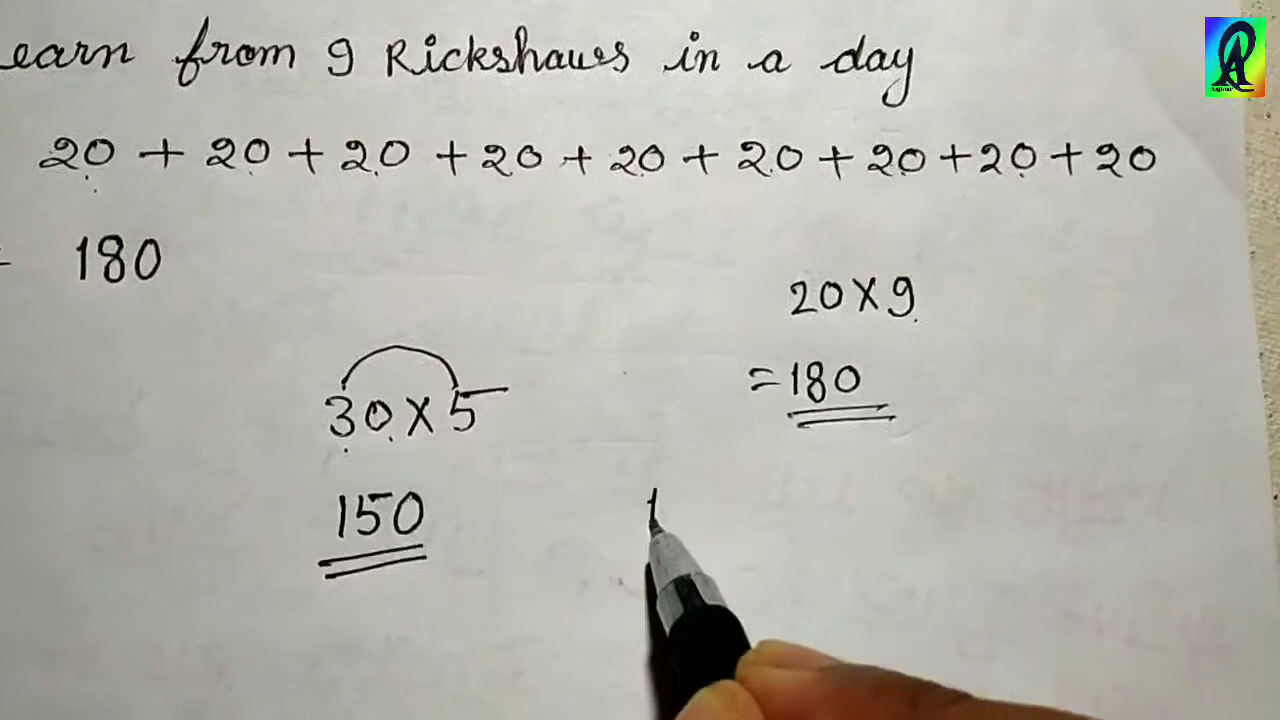 earn from 9 Rickshaws in a day
20 + 20 + 20 + 20 + 20 + 20 + 20 + 20 + 20
= 180
20 X 9
= 180
30 X 5
150
1